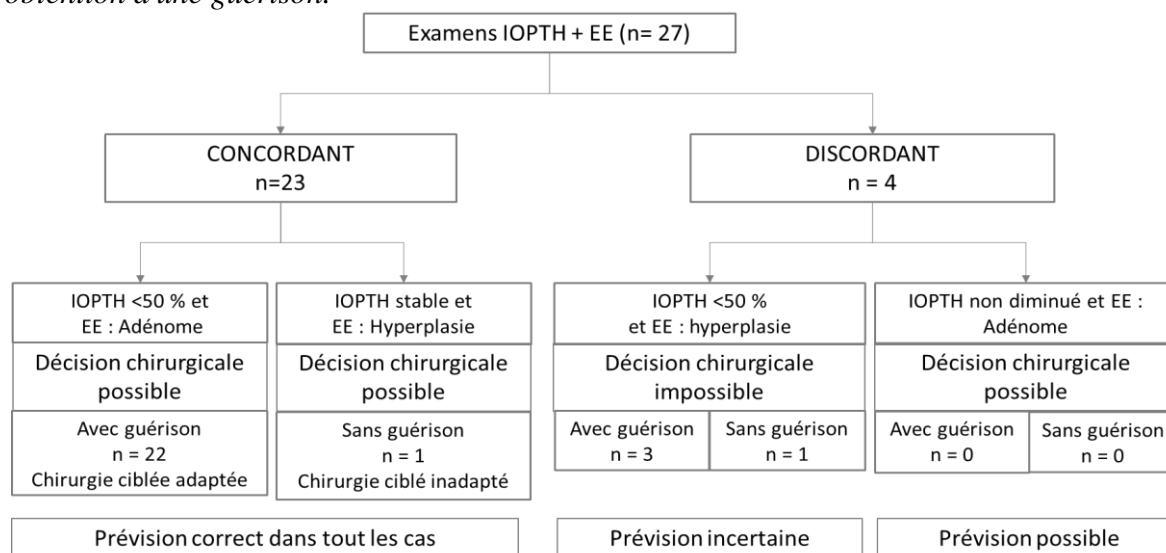 obtention d'une guérison.
Examens IOPTH + EE (n= 27)
CONCORDANT
n=23
DISCORDANT
n = 4
IOPTH <50 % et
EE : Adénome
Décision chirurgicale
possible
Avec guérison
n = 22
Chirurgie ciblée adaptée
IOPTH stable et
EE : Hyperplasie
Décision chirurgicale
possible
Sans guérison
n = 1
Chirurgie ciblé inadapté
IOPTH <50 %
et EE : hyperplasie
Décision chirurgicale
impossible
Avec guérison
n = 3
Sans guérison
n = 1
IOPTH non diminué et EE :
Adénome
Décision chirurgicale
possible
Avec guérison
n = 0
Sans guérison
n = 0
Prévision correct dans tout les cas
Prévision incertaine
Prévision possible